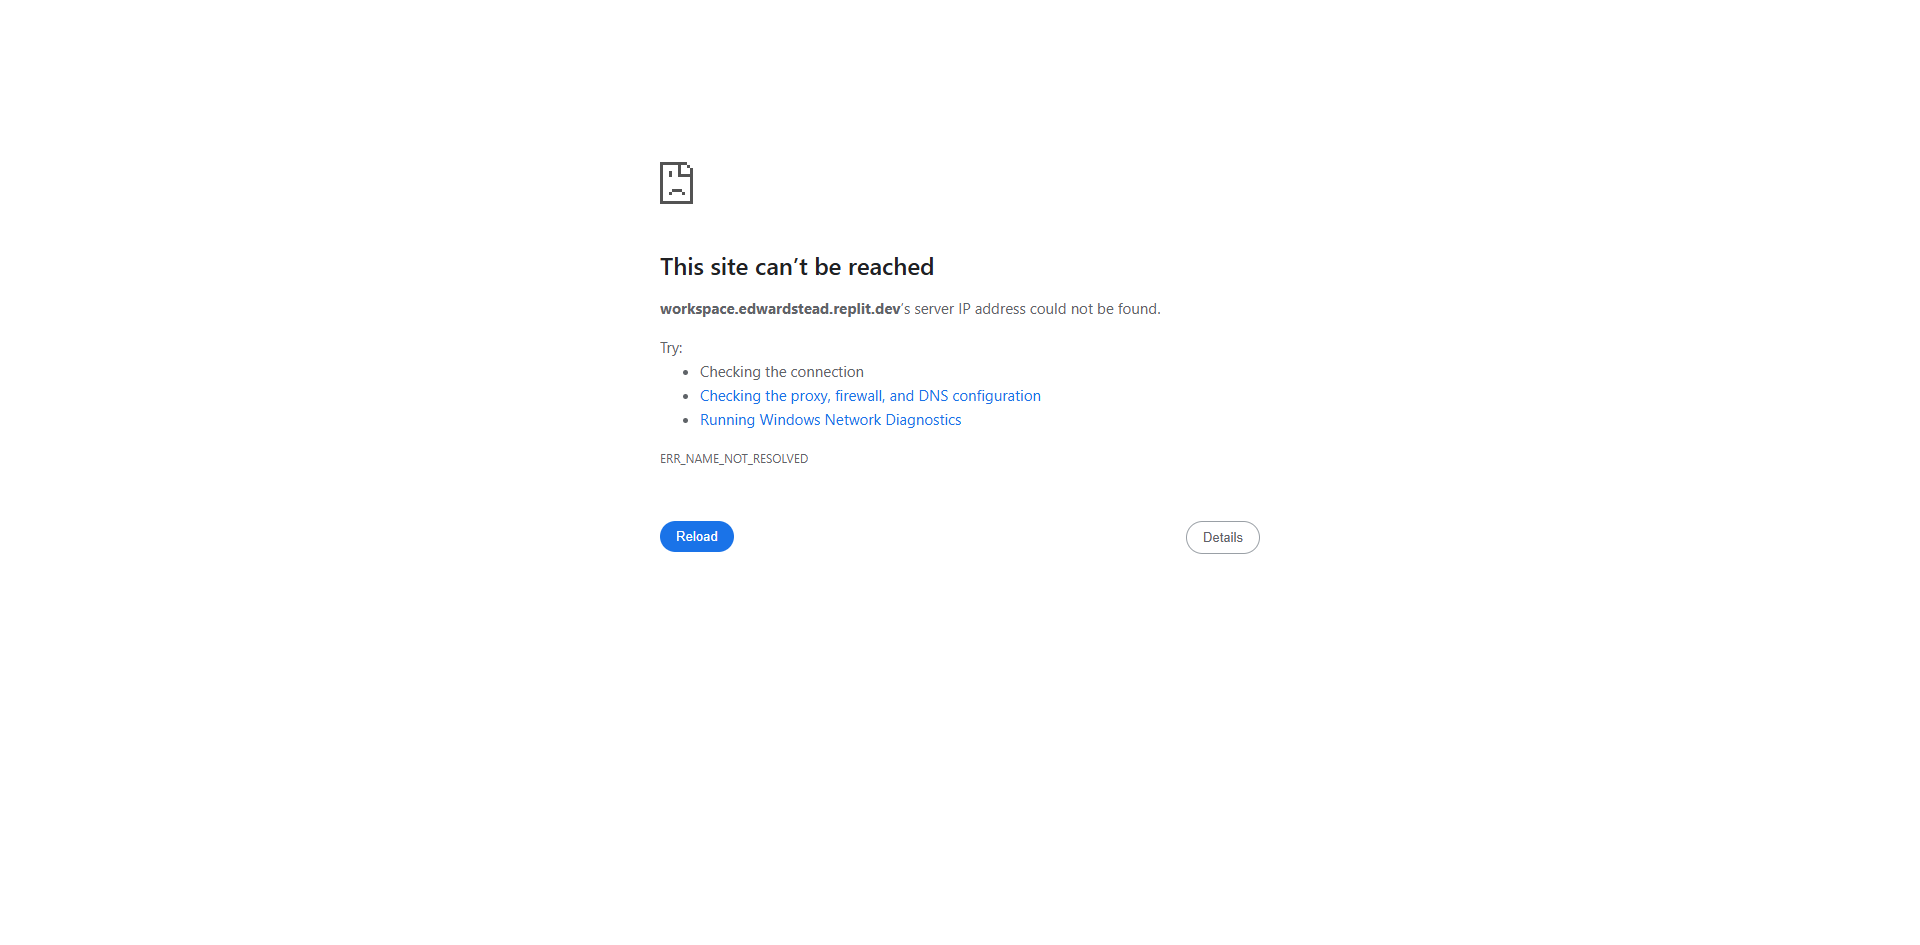 This site can’t be reached
workspace.edwardstead.replit.dev’s server IP address could not be found.
Try:
Checking the connection
Checking the proxy, firewall, and DNS configuration
Running Windows Network Diagnostics
ERR_NAME_NOT_RESOLVED
Reload
Details